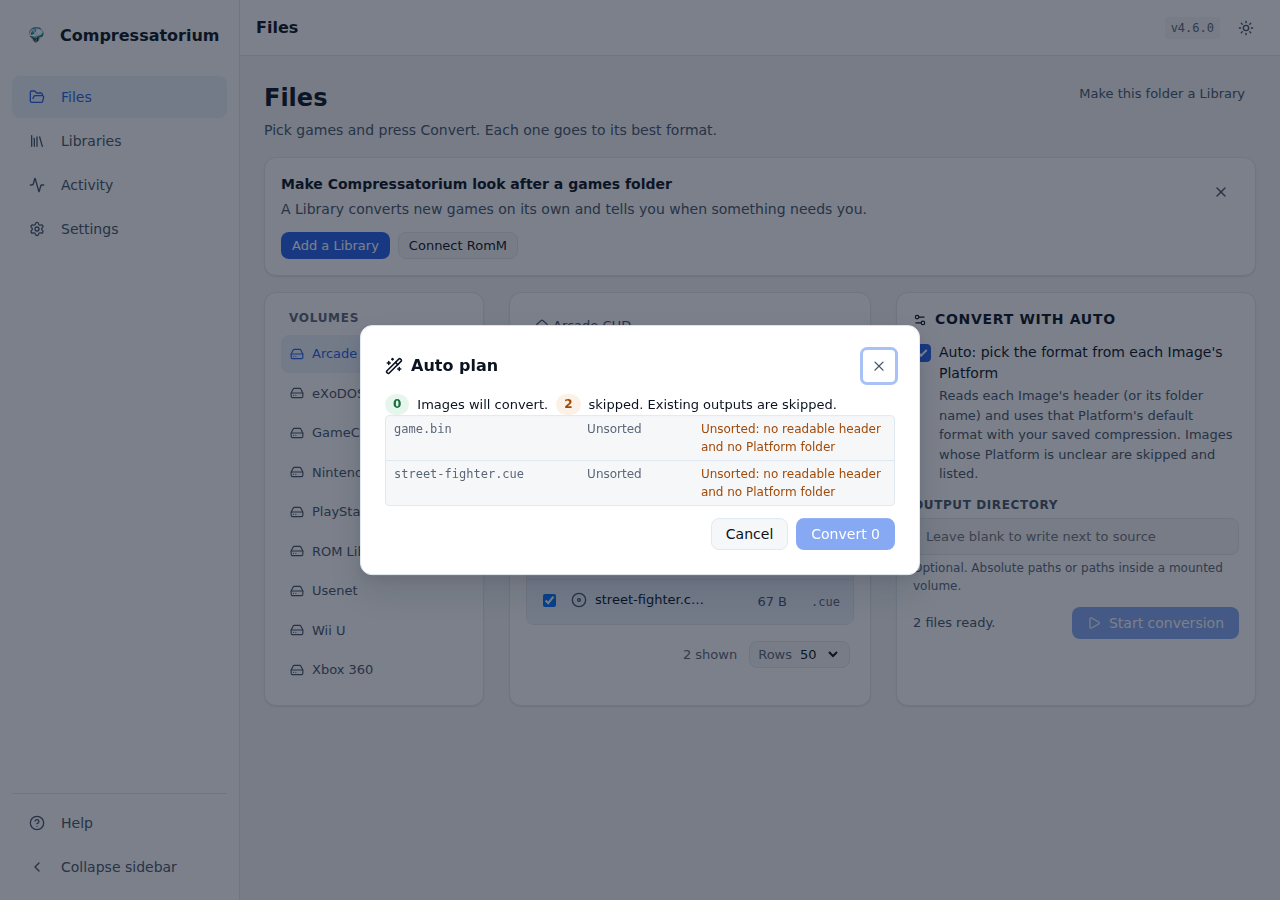 Compressatorium
Files
Libraries
Activity
Settings
Help
Collapse sidebar
Files
v4.6.0
Files
Make this folder a Library
Pick games and press Convert. Each one goes to its best format.
Make Compressatorium look after a games folder
A Library converts new games on its own and tells you when something needs you.
Add a Library
Connect RomM
VOLUMES
Arcade
eXoDOS
GameC
Nintend
PlaySta
ROM Li
Usenet
Wii U
Xbox 360
Arcade CHD
street-fighter.c...
67 B
.cue
2 shown
Rows 50
CONVERT WITH AUTO
Auto: pick the format from each Image's
Platform
Reads each Image's header (or its folder
name) and uses that Platform's default
format with your saved compression. Images
whose Platform is unclear are skipped and
listed.
OUTPUT DIRECTORY
Leave blank to write next to source
Optional. Absolute paths or paths inside a mounted
volume.
2 files ready.
Start conversion
Auto plan
0 Images will convert. 2 skipped. Existing outputs are skipped.
game.bin Unsorted Unsorted: no readable header
and no Platform folder
street-fighter.cue Unsorted Unsorted: no readable header
and no Platform folder
Cancel
Convert 0